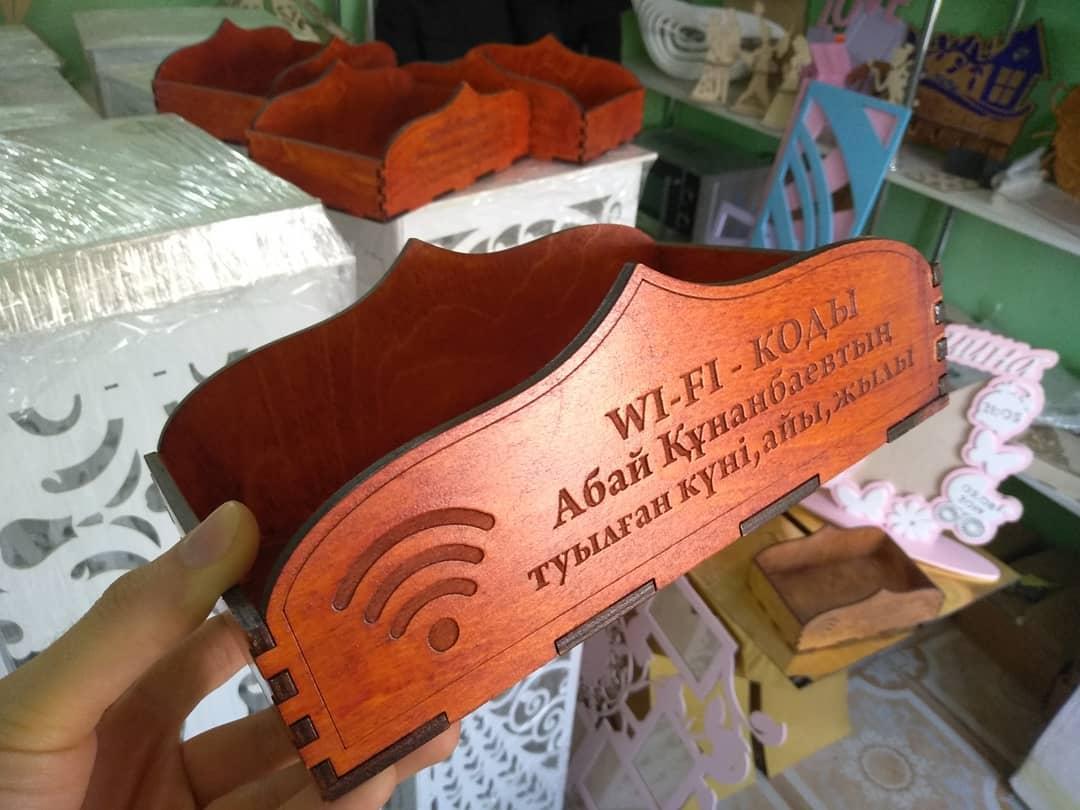 WI-FI - КОДЫ
Абай Құнанбаевтың
туылған күні, айы, жылы